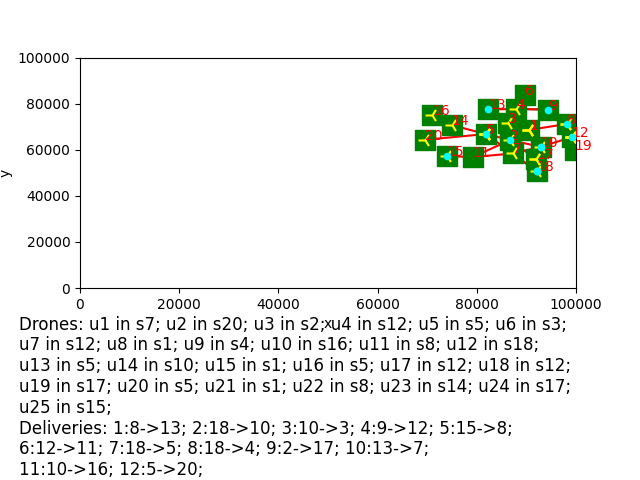 100000
80000
60000
40000
20000
0
y
0 20000 40000 60000 80000 100000
x
Drones: u1 in s7; u2 in s20; u3 in s2; u4 in s12; u5 in s5; u6 in s3;
u7 in s12; u8 in s1; u9 in s4; u10 in s16; u11 in s8; u12 in s18;
u13 in s5; u14 in s10; u15 in s1; u16 in s5; u17 in s12; u18 in s12;
u19 in s17; u20 in s5; u21 in s1; u22 in s8; u23 in s14; u24 in s17;
u25 in s15;
Deliveries: 1:8->13; 2:18->10; 3:10->3; 4:9->12; 5:15->8;
6:12->11; 7:18->5; 8:18->4; 9:2->17; 10:13->7;
11:10->16; 12:5->20;
12
19